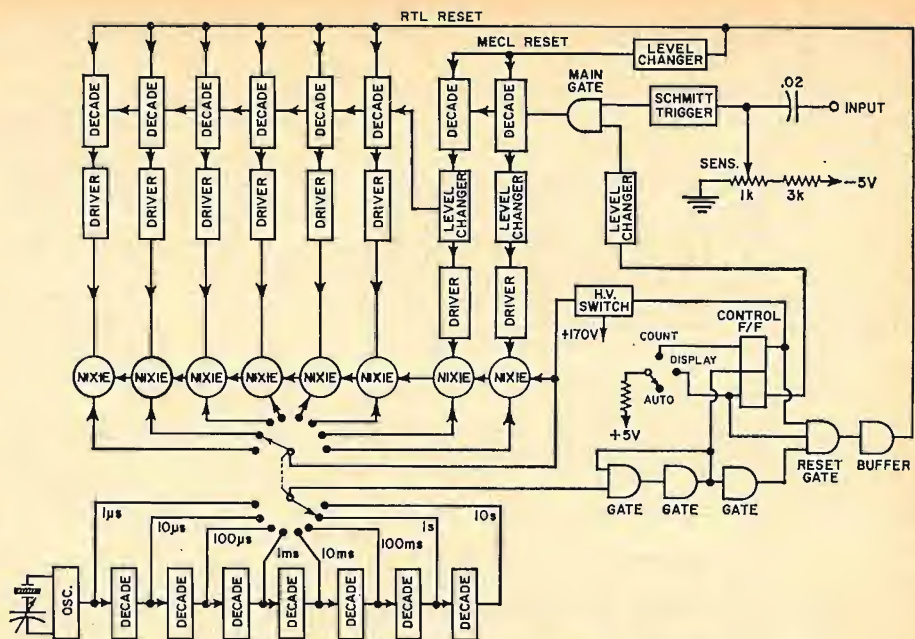 RTL RESET
MECL RESET
LEVEL
CHANGER
MAIN
GATE
SCHMITT
TRIGGER
.02
INPUT
DECADE
DECADE
DECADE
DECADE
DECADE
DECADE
DECADE
DECADE
SENS.
1k
3k
-5V
DRIVER
DRIVER
DRIVER
DRIVER
DRIVER
DRIVER
LEVEL
CHANGER
LEVEL
CHANGER
LEVEL
CHANGER
DRIVER
DRIVER
H.V.
SWITCH
+170V
CONTROL
F/F
COUNT
DISPLAY
AUTO
+5V
NIXIE
NIXIE
NIXIE
NIXIE
NIXIE
NIXIE
NIXIE
NIXIE
RESET
GATE
BUFFER
GATE
GATE
GATE
1µs
10µs
100µs
1ms
10ms
100ms
1s
10s
OSC.
DECADE
DECADE
DECADE
DECADE
DECADE
DECADE
DECADE